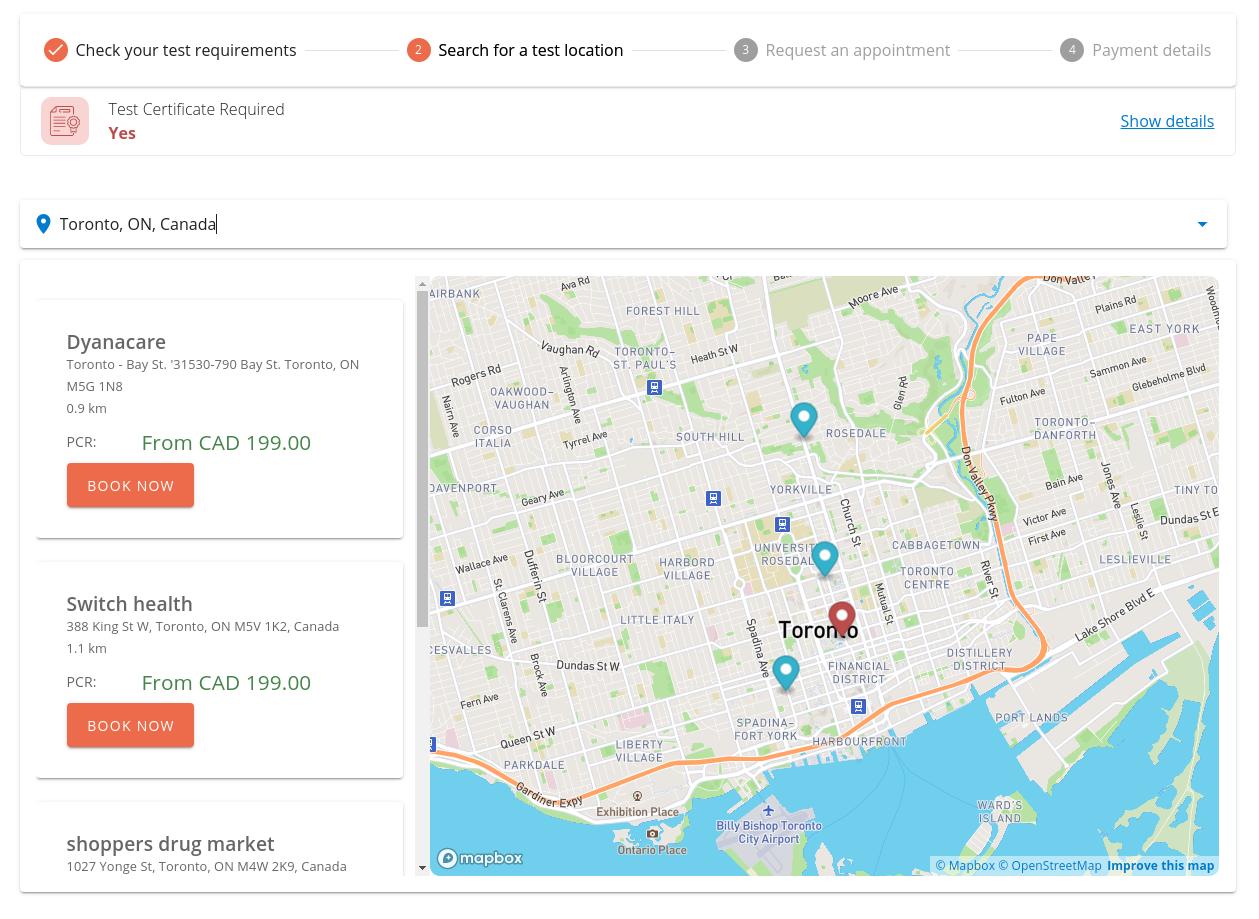 Check your test requirements
2 Search for a test location
3 Request an appointment
4 Payment details
Test Certificate Required
Yes
Show details
Toronto, ON, Canada
Dyanacare
Toronto - Bay St. '31530-790 Bay St. Toronto, ON
M5G 1N8
0.9 km
PCR: From CAD 199.00
BOOK NOW
Switch health
388 King St W, Toronto, ON M5V 1K2, Canada
1.1 km
PCR: From CAD 199.00
BOOK NOW
shoppers drug market
1027 Yonge St, Toronto, ON M4W 2K9, Canada
AIRBANK
Ava Rd
Don Valley
Moore Ave
Plains Rd
FOREST HILL
EAST YORK
PAPE
VILLAGE
Vaughan Rd
TORONTO–
ST. PAUL'S
Heath St W
Sammon Ave
Glebeholme Blvd
Rogers Rd
Arlington Ave
Glen Rd
Nairn Ave
OAKWOOD–
VAUGHAN
Fulton Ave
CORSO
ITALIA
Tyrrel Ave
SOUTH HILL
ROSEDALE
TORONTO–
DANFORTH
Don Valley Pkwy
Jones Ave
Bain Ave
DAVENPORT
Geary Ave
YORKVILLE
TINY TO
Church St
Leslie St
Victor Ave
Dundas St E
First Ave
Wallace Ave
Dufferin St
BLOORCOURT
VILLAGE
HARBORD
VILLAGE
UNIVERSIT
ROSEDAL
CABBAGETOWN
LESLIEVILLE
TORONTO
CENTRE
River St
St. Clarens Ave
Mutual St
Lake Shore Blvd E
LITTLE ITALY
Spadina Ave
Toronto
CESVALLES
Brock Ave
Dundas St W
FINANCIAL
DISTRICT
DISTILLERY
DISTRICT
Fern Ave
Queen St W
SPADINA–
FORT YORK
PORT LANDS
LIBERTY
VILLAGE
HARBOURFRONT
PARKDALE
Gardiner Expy
Exhibition Place
WARD'S
ISLAND
Billy Bishop Toronto
City Airport
Ontario Place
mapbox
© Mapbox © OpenStreetMap Improve this map